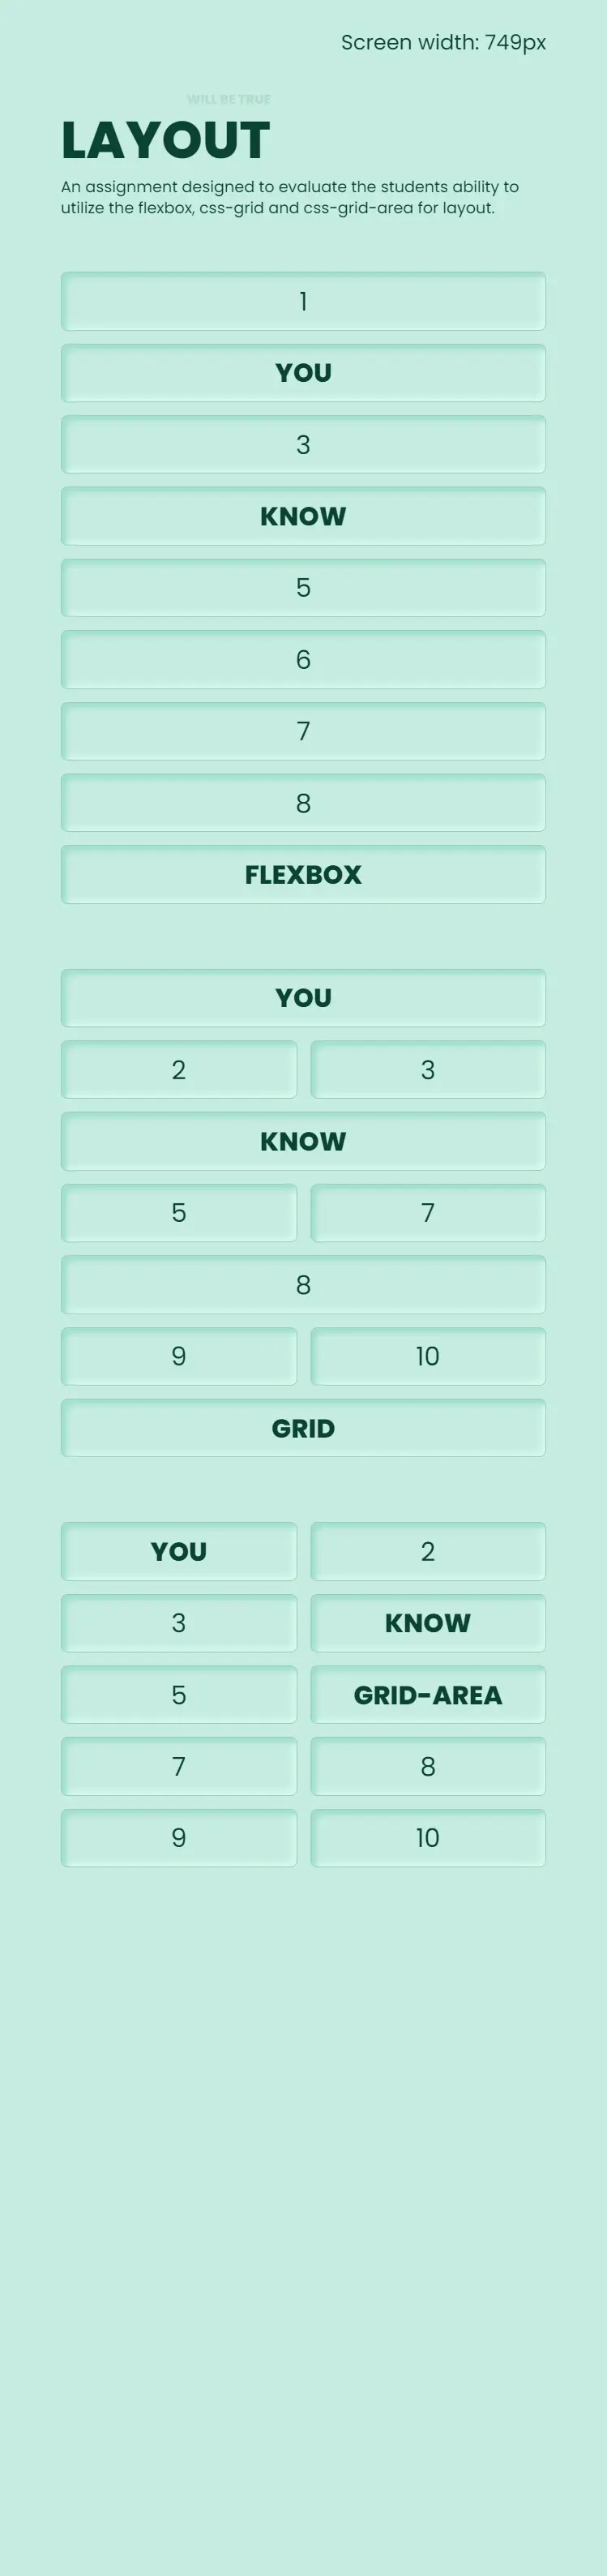 Screen width: 749px
WILL BE TRUE
LAYOUT
An assignment designed to evaluate the students ability to
utilize the flexbox, css-grid and css-grid-area for layout.
1
YOU
3
KNOW
5
6
7
8
FLEXBOX
YOU
2 3
KNOW
5 7
8
9 10
GRID
YOU 2
3 KNOW
5 GRID-AREA
7 8
9 10